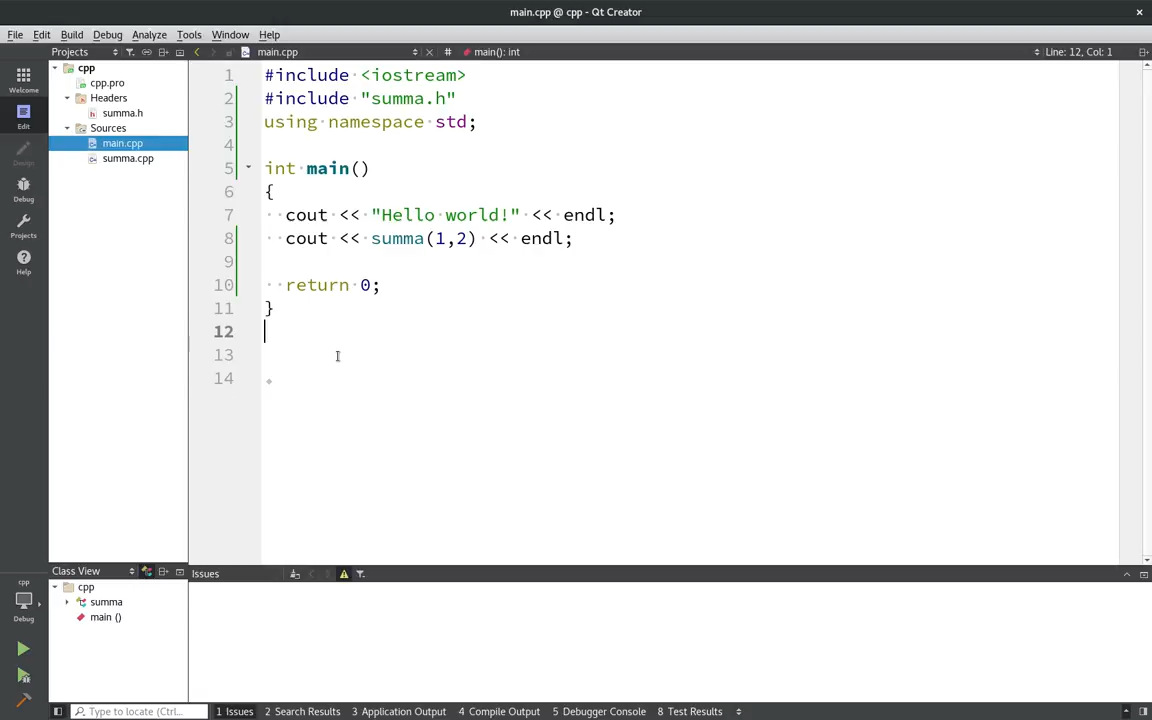 main.cpp @ cpp - Qt Creator
File Edit Build Debug Analyze Tools Window Help
Projects main.cpp # main(): int Line: 12, Col: 1
Welcome
Edit
Design
Debug
Projects
Help
cpp
cpp.pro
Headers
summa.h
Sources
main.cpp
summa.cpp
1 #include <iostream>
2 #include "summa.h"
3 using namespace std;
4
5 int main()
6 {
7 cout << "Hello world!" << endl;
8 cout << summa(1,2) << endl;
9
10 return 0;
11 }
12
13
14
Class View
cpp
summa
main ()
Issues
cpp
Debug
Type to locate (Ctrl... 1 Issues 2 Search Results 3 Application Output 4 Compile Output 5 Debugger Console 8 Test Results